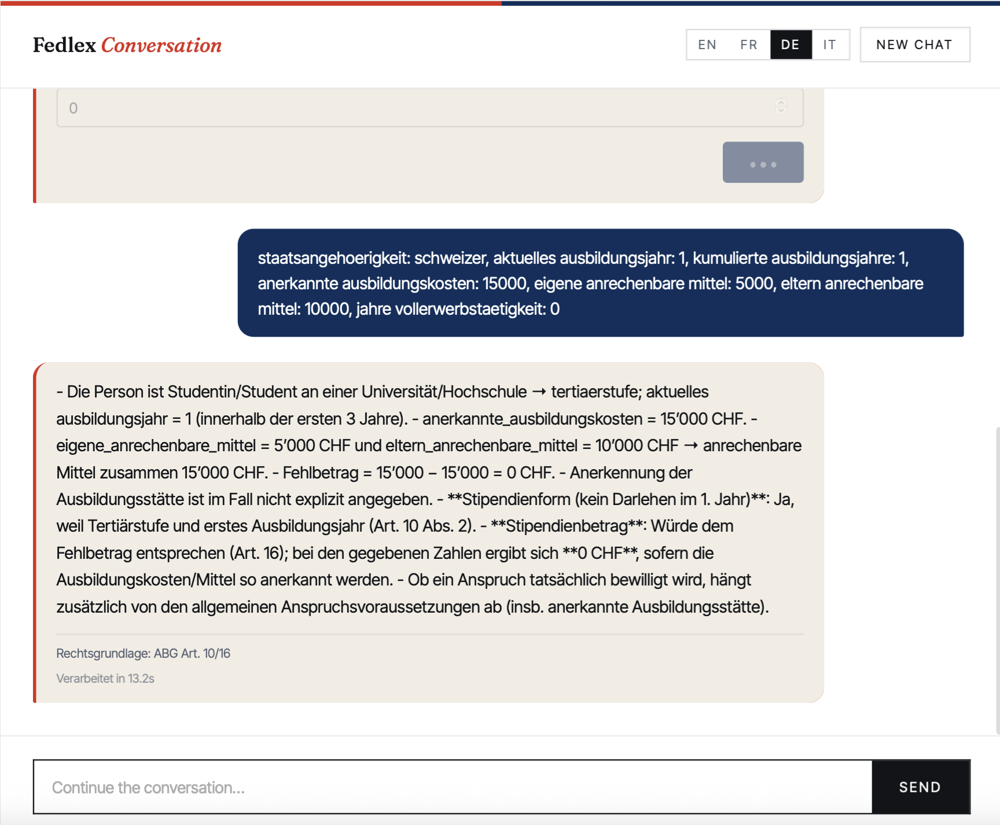 Fedlex Conversation
EN FR DE IT
NEW CHAT
0
staatsangehoerigkeit: schweizer, aktuelles ausbildungsjahr: 1, kumulierte ausbildungsjahre: 1,
anerkannte ausbildungskosten: 15000, eigene anrechenbare mittel: 5000, eltern anrechenbare
mittel: 10000, jahre vollerwerbstaetigkeit: 0
- Die Person ist Studentin/Student an einer Universität/Hochschule → tertiaerstufe; aktuelles
ausbildungsjahr = 1 (innerhalb der ersten 3 Jahre). - anerkannte_ausbildungskosten = 15’000 CHF. -
eigene_anrechenbare_mittel = 5’000 CHF und eltern_anrechenbare_mittel = 10’000 CHF → anrechenbare
Mittel zusammen 15’000 CHF. - Fehlbetrag = 15’000 – 15’000 = 0 CHF. - Anerkennung der
Ausbildungsstätte ist im Fall nicht explizit angegeben. - **Stipendienform (kein Darlehen im 1. Jahr)**: Ja,
weil Tertiärstufe und erstes Ausbildungsjahr (Art. 10 Abs. 2). - **Stipendienbetrag**: Würde dem
Fehlbetrag entsprechen (Art. 16); bei den gegebenen Zahlen ergibt sich **0 CHF**, sofern die
Ausbildungskosten/Mittel so anerkannt werden. - Ob ein Anspruch tatsächlich bewilligt wird, hängt
zusätzlich von den allgemeinen Anspruchsvoraussetzungen ab (insb. anerkannte Ausbildungsstätte).
Rechtsgrundlage: ABG Art. 10/16
Verarbeitet in 13.2s
Continue the conversation...
SEND